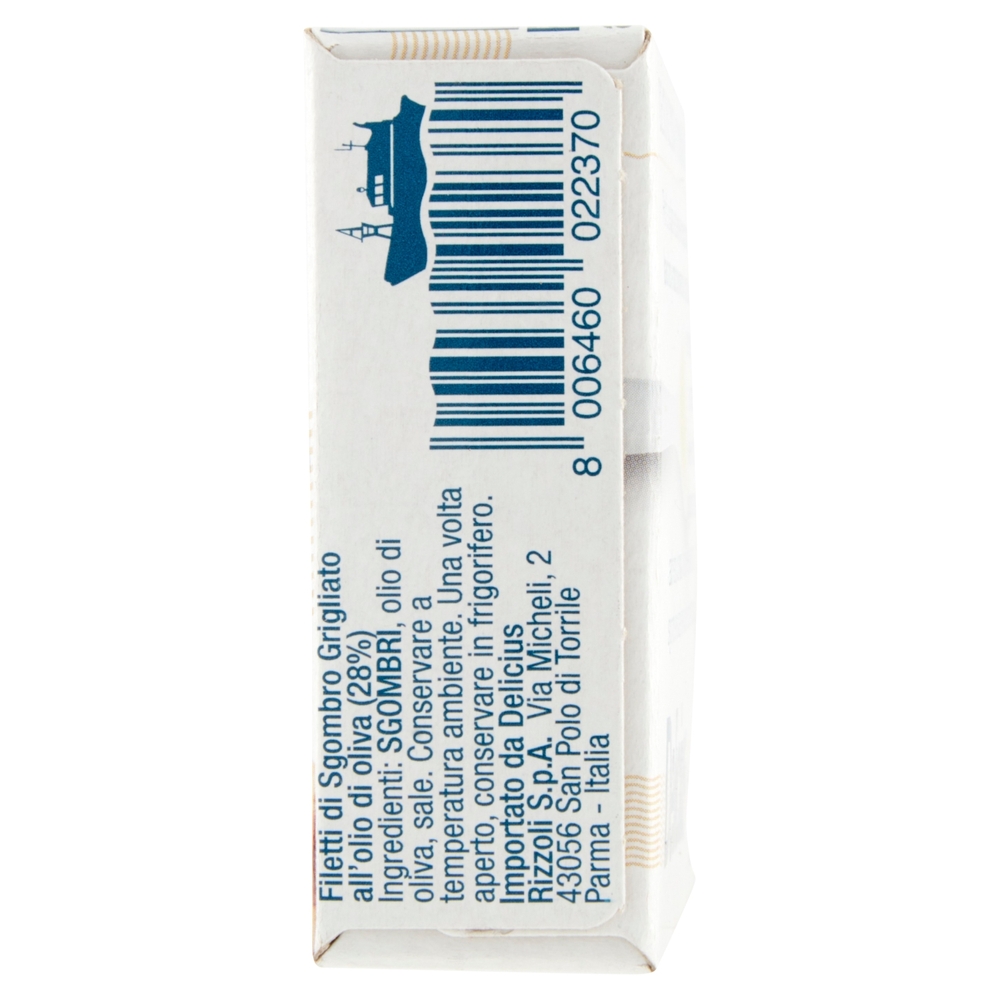 Filetti di Sgombro Grigliato
all'olio di oliva (28%)
Ingredienti: SGOMBRI, olio di
oliva, sale. Conservare a
temperatura ambiente. Una volta
aperto, conservare in frigorifero.
Importato da Delicius
Rizzoli S.p.A. Via Micheli, 2
43056 San Polo di Torrile
Parma - Italia
8 006460 022370